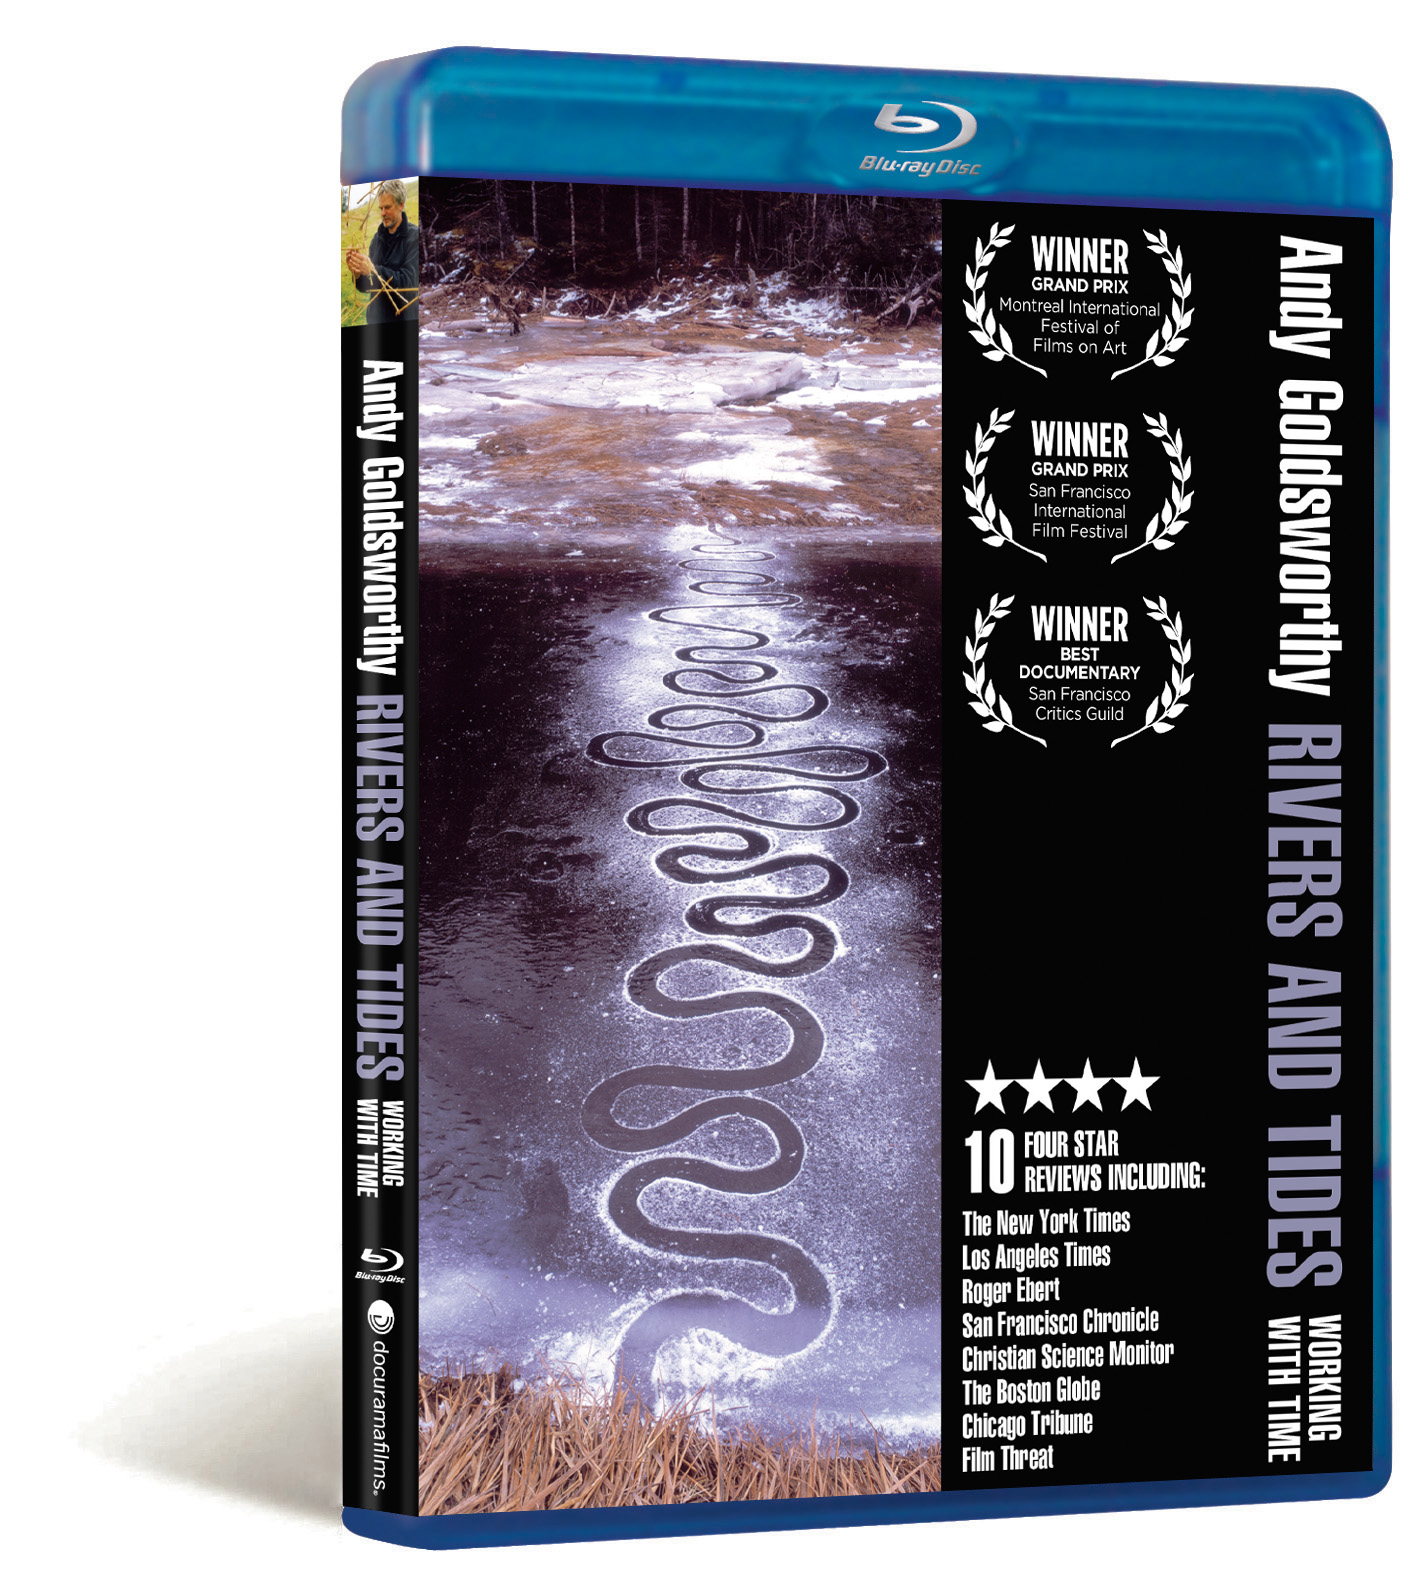 Blu-ray Disc
Andy Goldsworthy RIVERS AND TIDES
WORKING
WITH TIME
Blu-ray Disc
docuramafilms®
WINNER
GRAND PRIX
Montreal International
Festival of
Films on Art
WINNER
GRAND PRIX
San Francisco
International
Film Festival
WINNER
BEST
DOCUMENTARY
San Francisco
Critics Guild
10 FOUR STAR
REVIEWS INCLUDING:
The New York Times
Los Angeles Times
Roger Ebert
San Francisco Chronicle
Christian Science Monitor
The Boston Globe
Chicago Tribune
Film Threat
Andy Goldsworthy RIVERS AND TIDES
WORKING
WITH TIME